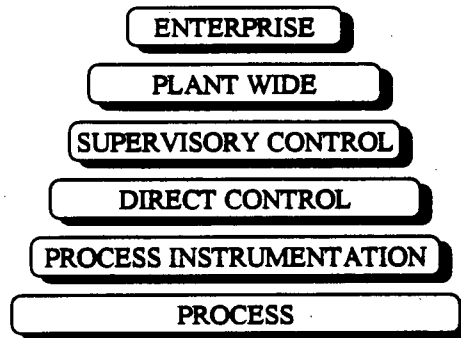 ENTERPRISE
PLANT WIDE
SUPERVISORY CONTROL
DIRECT CONTROL
PROCESS INSTRUMENTATION
PROCESS